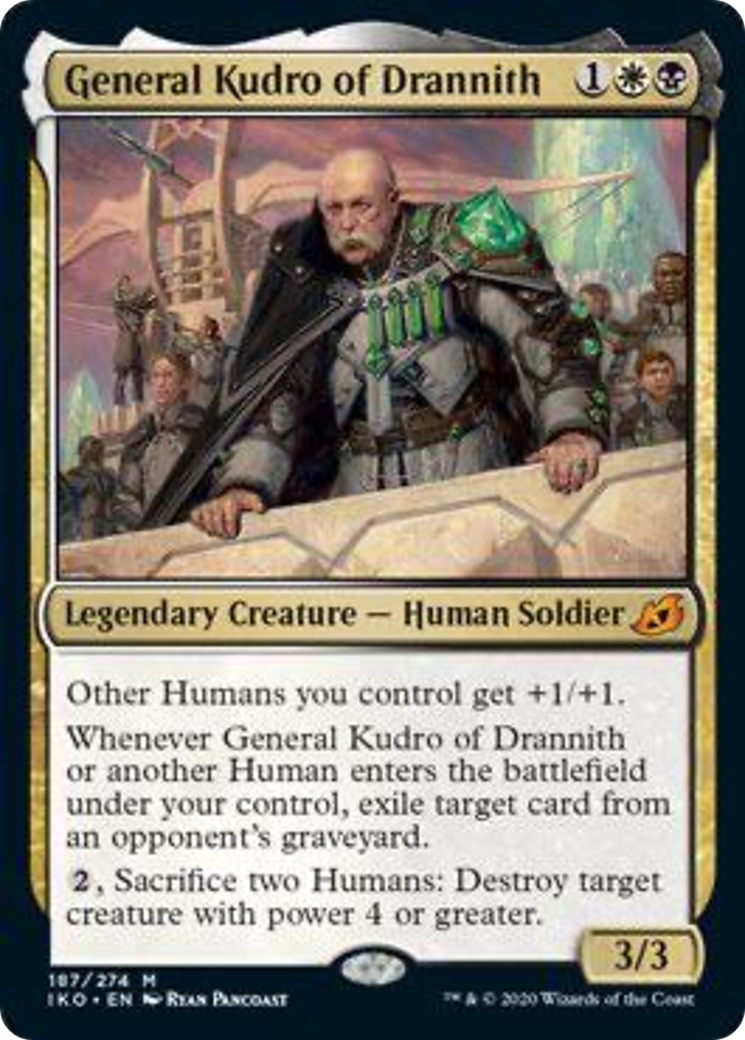 General Kudro of Drannith 1
Legendary Creature — Human Soldier
Other Humans you control get +1/+1.
Whenever General Kudro of Drannith
or another Human enters the battlefield
under your control, exile target card from
an opponent's graveyard.
2, Sacrifice two Humans: Destroy target
creature with power 4 or greater.
3/3
187/274 M
IKO • EN Ryan Pancoast
™ & © 2020 Wizards of the Coast